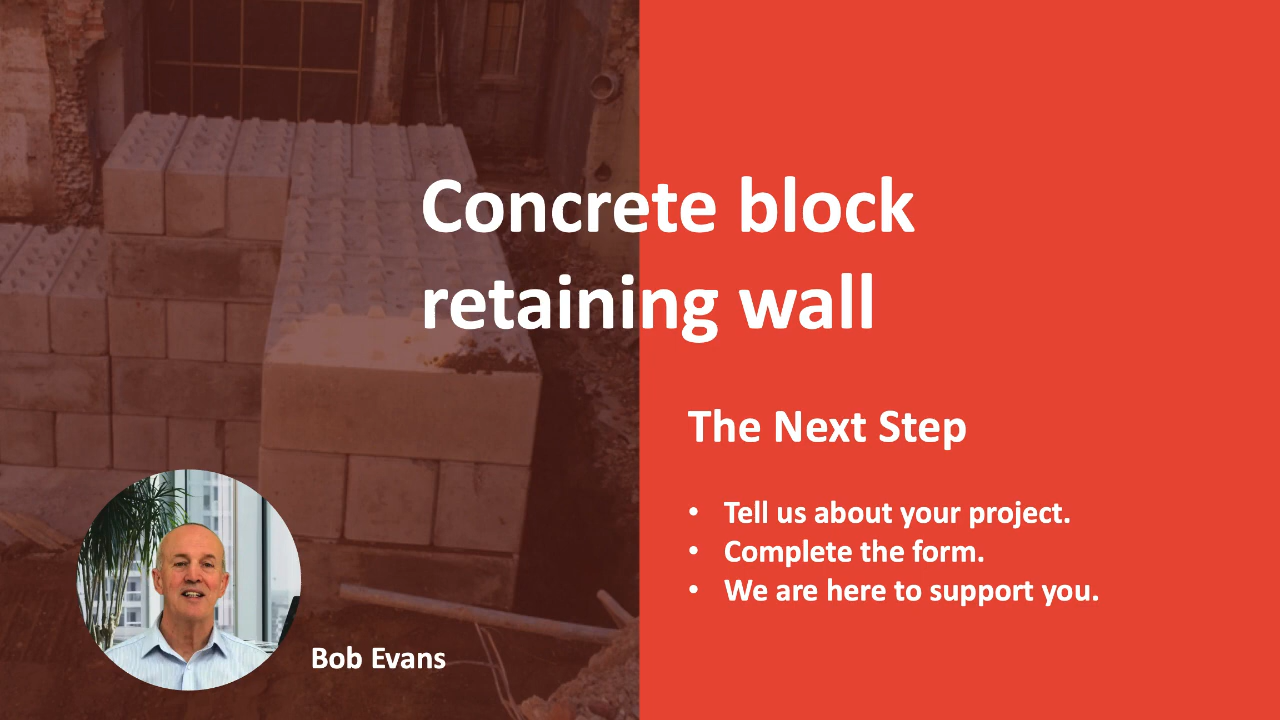 Concrete block
retaining wall
The Next Step
• Tell us about your project.
• Complete the form.
• We are here to support you.
Bob Evans